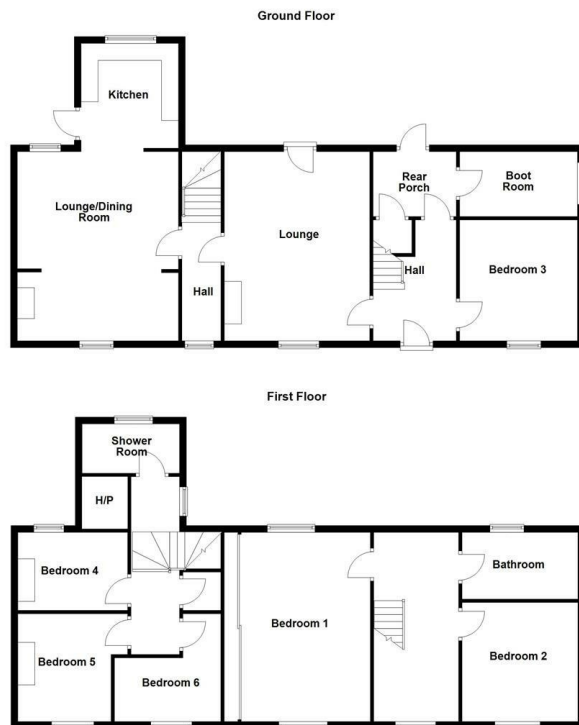 Ground Floor
Kitchen
Lounge/Dining
Room
Lounge
Rear
Porch
Boot
Room
Hall
Hall
Bedroom 3
First Floor
Shower
Room
H/P
Bedroom 4
Bathroom
Bedroom 1
Bedroom 5
Bedroom 2
Bedroom 6